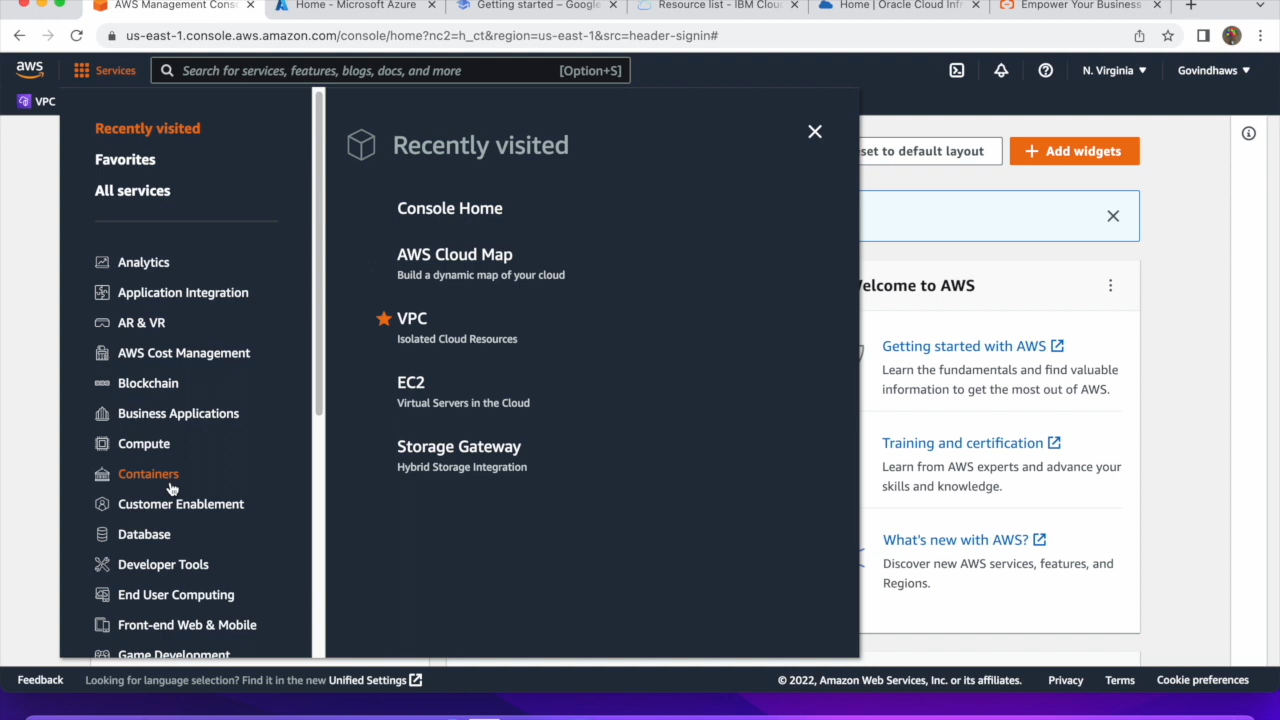 AWS Management Conso
Home - Microsoft Azure
Getting started – Google
Resource list - IBM Clou
Home | Oracle Cloud Infr
Empower Your Business
us-east-1.console.aws.amazon.com/console/home?nc2=h_ct&region=us-east-1&src=header-signin#
aws
Services
Search for services, features, blogs, docs, and more
[Option+S]
N. Virginia
Govindhaws
VPC
Recently visited
Favorites
All services
Analytics
Application Integration
AR & VR
AWS Cost Management
Blockchain
Business Applications
Compute
Containers
Customer Enablement
Database
Developer Tools
End User Computing
Front-end Web & Mobile
Game Development
Recently visited
Console Home
AWS Cloud Map
Build a dynamic map of your cloud
VPC
Isolated Cloud Resources
EC2
Virtual Servers in the Cloud
Storage Gateway
Hybrid Storage Integration
eset to default layout
Add widgets
elcome to AWS
Getting started with AWS
Learn the fundamentals and find valuable
information to get the most out of AWS.
Training and certification
Learn from AWS experts and advance your
skills and knowledge.
What's new with AWS?
Discover new AWS services, features, and
Regions.
Feedback
Looking for language selection? Find it in the new Unified Settings
© 2022, Amazon Web Services, Inc. or its affiliates.
Privacy
Terms
Cookie preferences